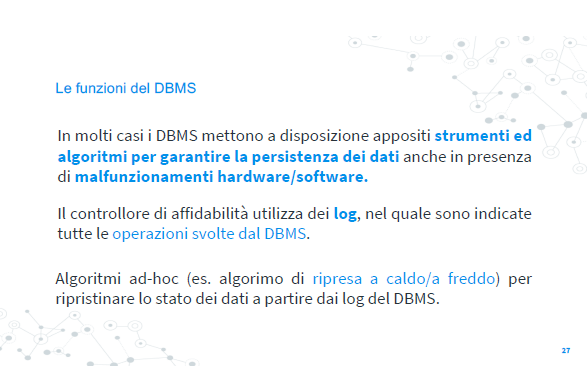 Le funzioni del DBMS
In molti casi i DBMS mettono a disposizione appositi strumenti ed
algoritmi per garantire la persistenza dei dati anche in presenza
di malfunzionamenti hardware/software.
Il controllore di affidabilità utilizza dei log, nel quale sono indicate
tutte le operazioni svolte dal DBMS.
Algoritmi ad-hoc (es. algorimo di ripresa a caldo/a freddo) per
ripristinare lo stato dei dati a partire dai log del DBMS.
27